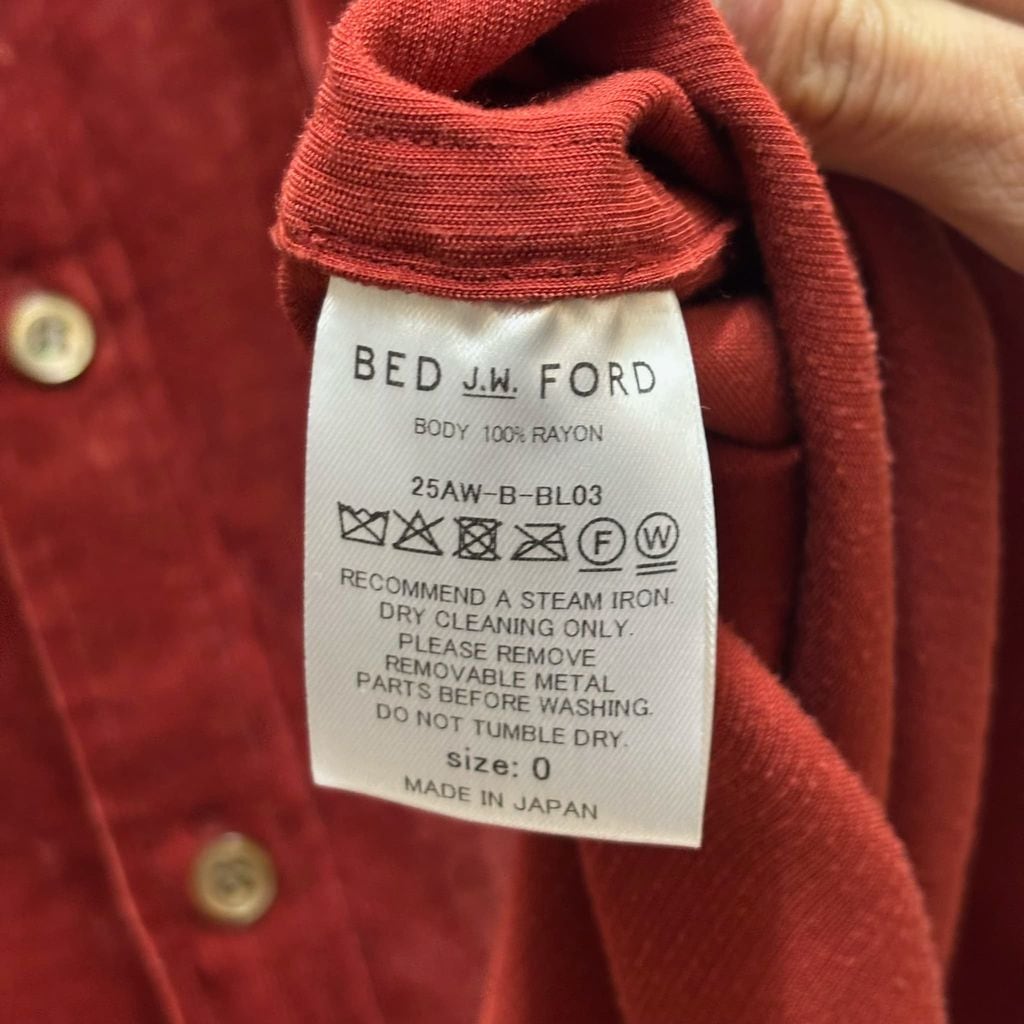 BED J.W. FORD
BODY 100% RAYON
25AW-B-BL03
F W
RECOMMEND A STEAM IRON.
DRY CLEANING ONLY.
PLEASE REMOVE
REMOVABLE METAL
PARTS BEFORE WASHING.
DO NOT TUMBLE DRY.
size: 0
MADE IN JAPAN